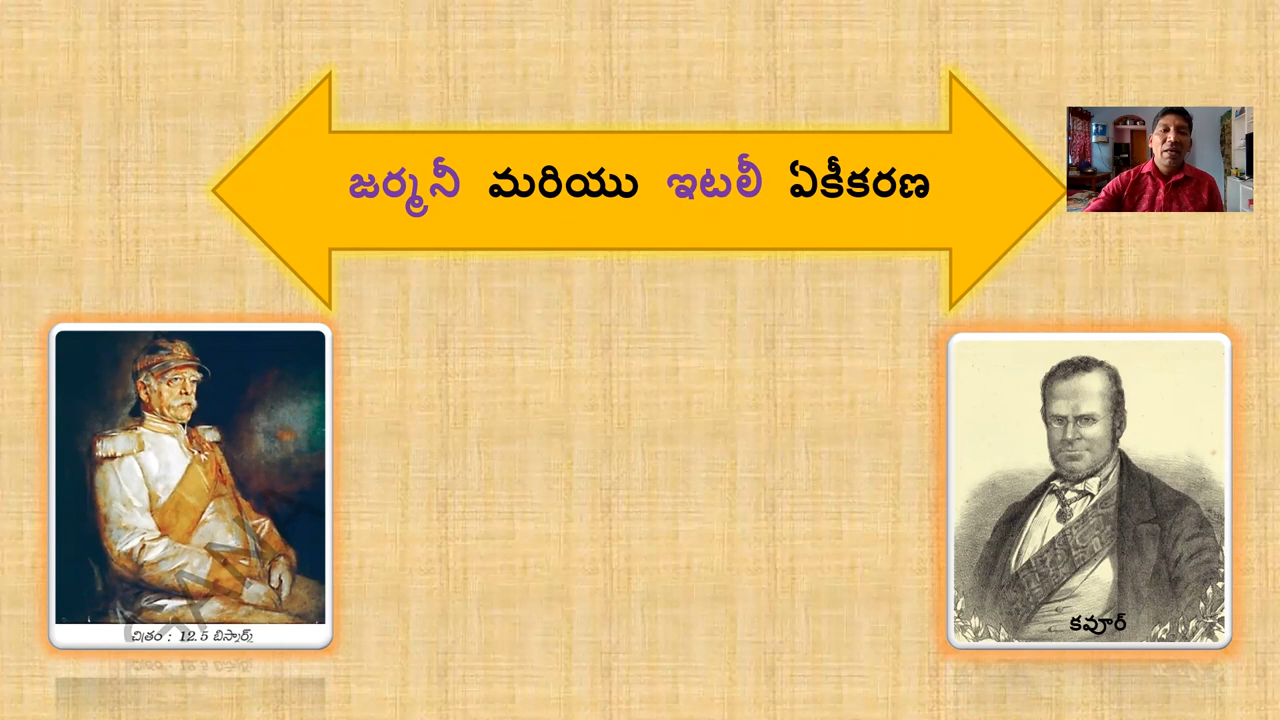 జర్మనీ మరియు ఇటలీ ఏకీకరణ
చిత్రం : 12.5 బిస్మార్క్
కవూర్